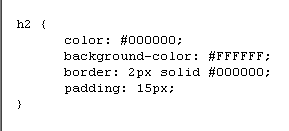 h2 {
color: #000000;
background-color: #FFFFFF;
border: 2px solid #000000;
padding: 15px;
}